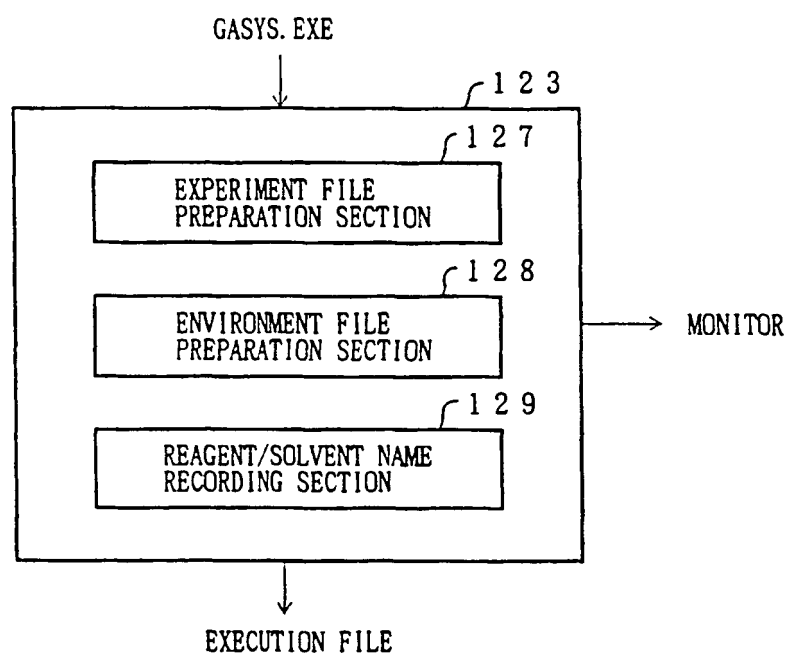 GASYS.EXE
123
127
EXPERIMENT FILE
PREPARATION SECTION
128
ENVIRONMENT FILE
PREPARATION SECTION
MONITOR
129
REAGENT/SOLVENT NAME
RECORDING SECTION
EXECUTION FILE